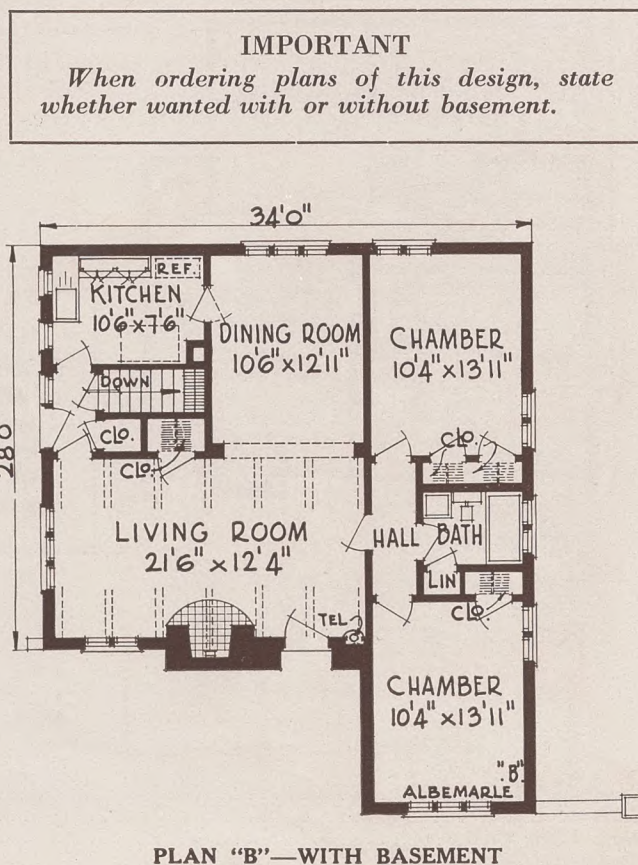 IMPORTANT
When ordering plans of this design, state
whether wanted with or without basement.
34'0"
28'0
REF.
KITCHEN
10'6"x7'6"
DINING ROOM
10'6"x12'11"
CHAMBER
10'4"x13'11"
DOWN
CLO.
CLO.
CLO.
LIVING ROOM
21'6" x 12'4"
HALL
BATH
LIN
CLO.
TEL.
CHAMBER
10'4"x13'11"
"B"
ALBEMARLE
PLAN "B"—WITH BASEMENT